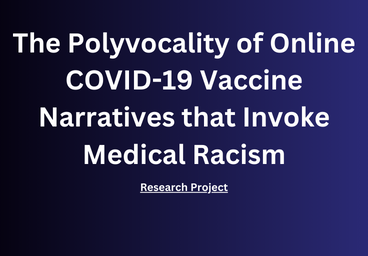 The Polyvocality of Online
COVID-19 Vaccine
Narratives that Invoke
Medical Racism
Research Project